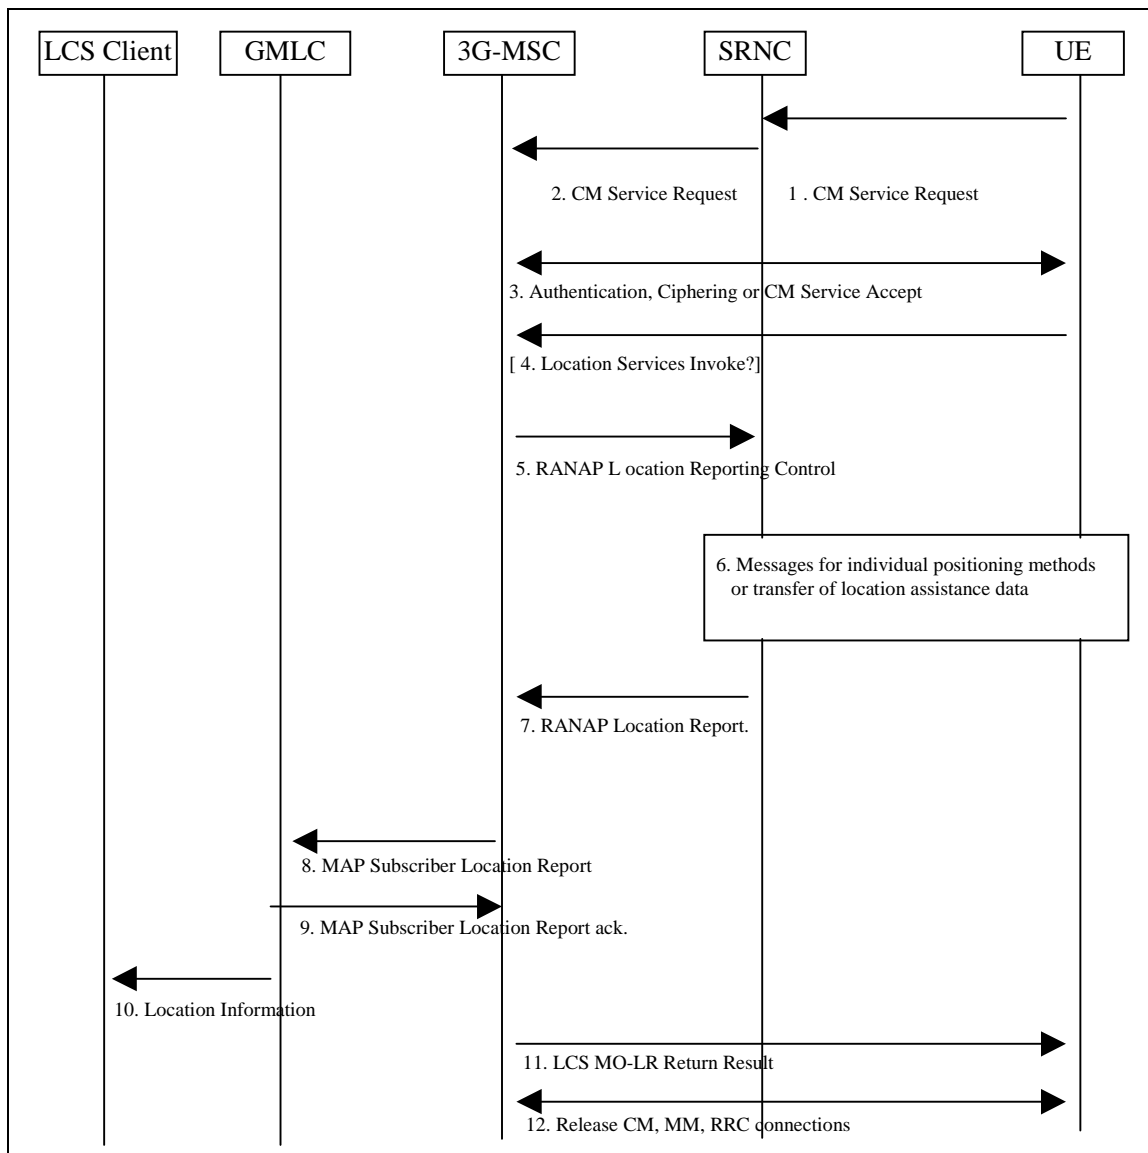 LCS Client GMLC 3G-MSC SRNC UE
2. CM Service Request 1 . CM Service Request
3. Authentication, Ciphering or CM Service Accept
[ 4. Location Services Invoke?]
5. RANAP L ocation Reporting Control
6. Messages for individual positioning methods
or transfer of location assistance data
7. RANAP Location Report.
8. MAP Subscriber Location Report
9. MAP Subscriber Location Report ack.
10. Location Information
11. LCS MO-LR Return Result
12. Release CM, MM, RRC connections